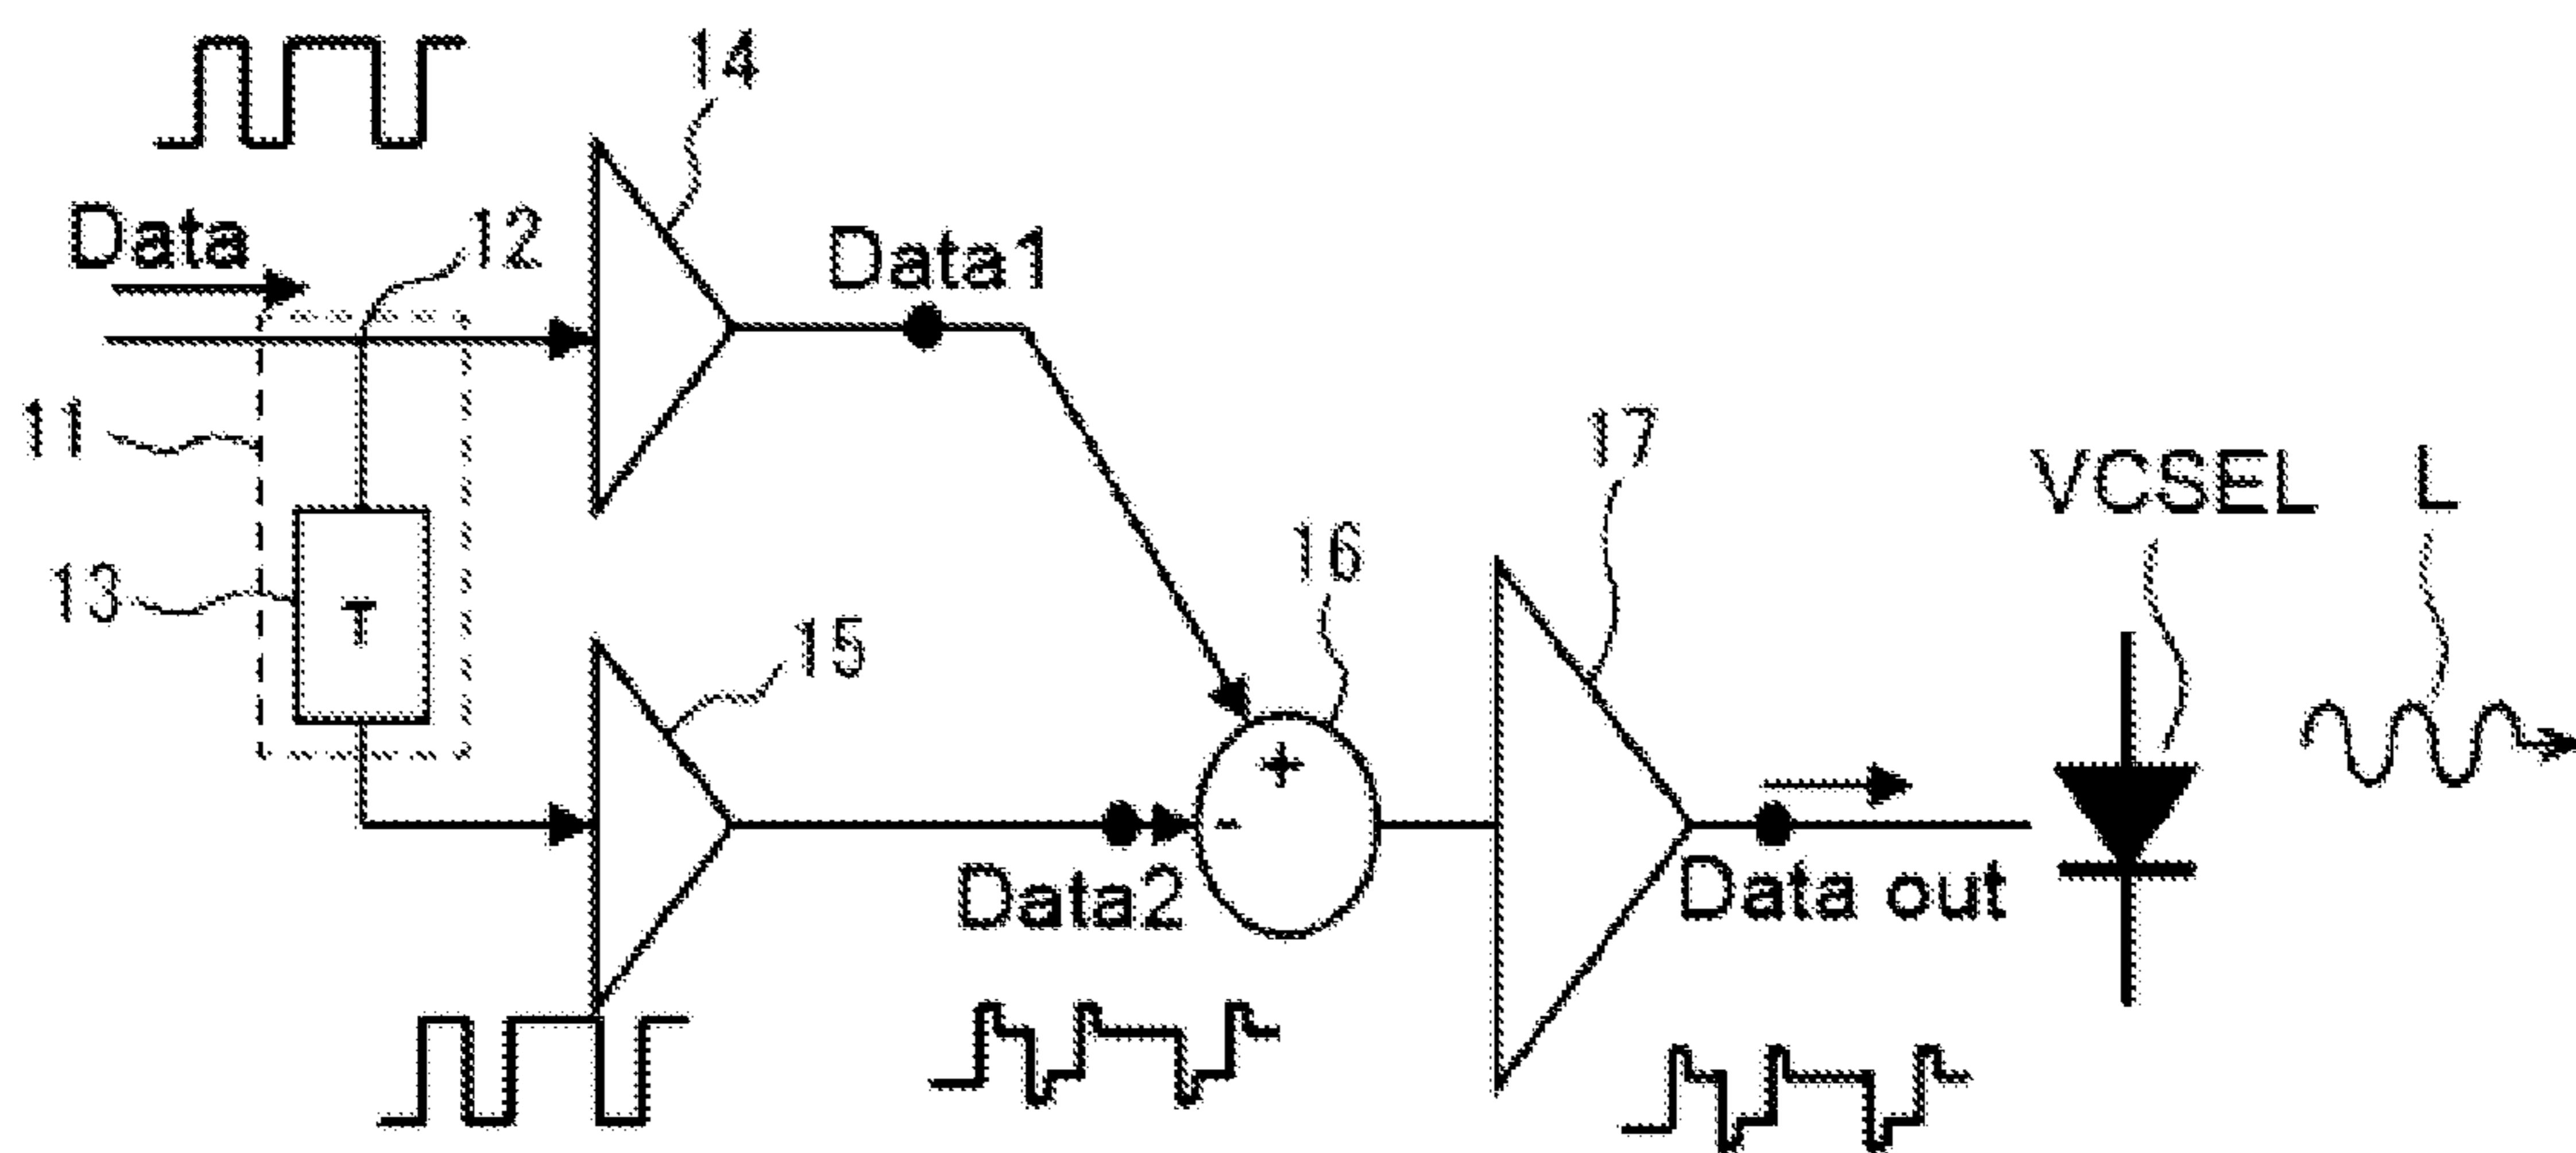 14
Data
12
Data1
11
17
VCSEL
L
16
13
T
15
+
-
Data2
Data out